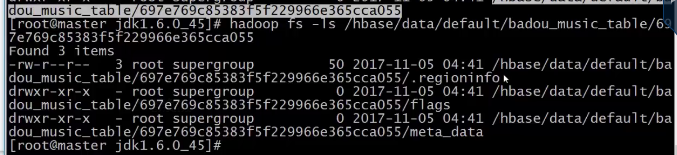 dou_music_table/697e769c85383f5f229966e365cca055
[root@master jdk1.6.0_45]# hadoop fs -ls /hbase/data/default/badou_music_table/69
7e769c85383f5f229966e365cca055
Found 3 items
-rw-r--r--   3 root supergroup         50 2017-11-05 04:41 /hbase/data/default/ba
dou_music_table/697e769c85383f5f229966e365cca055/.regioninfo
drwxr-xr-x   - root supergroup          0 2017-11-05 04:41 /hbase/data/default/ba
dou_music_table/697e769c85383f5f229966e365cca055/flags
drwxr-xr-x   - root supergroup          0 2017-11-05 04:41 /hbase/data/default/ba
dou_music_table/697e769c85383f5f229966e365cca055/meta_data
[root@master jdk1.6.0_45]#